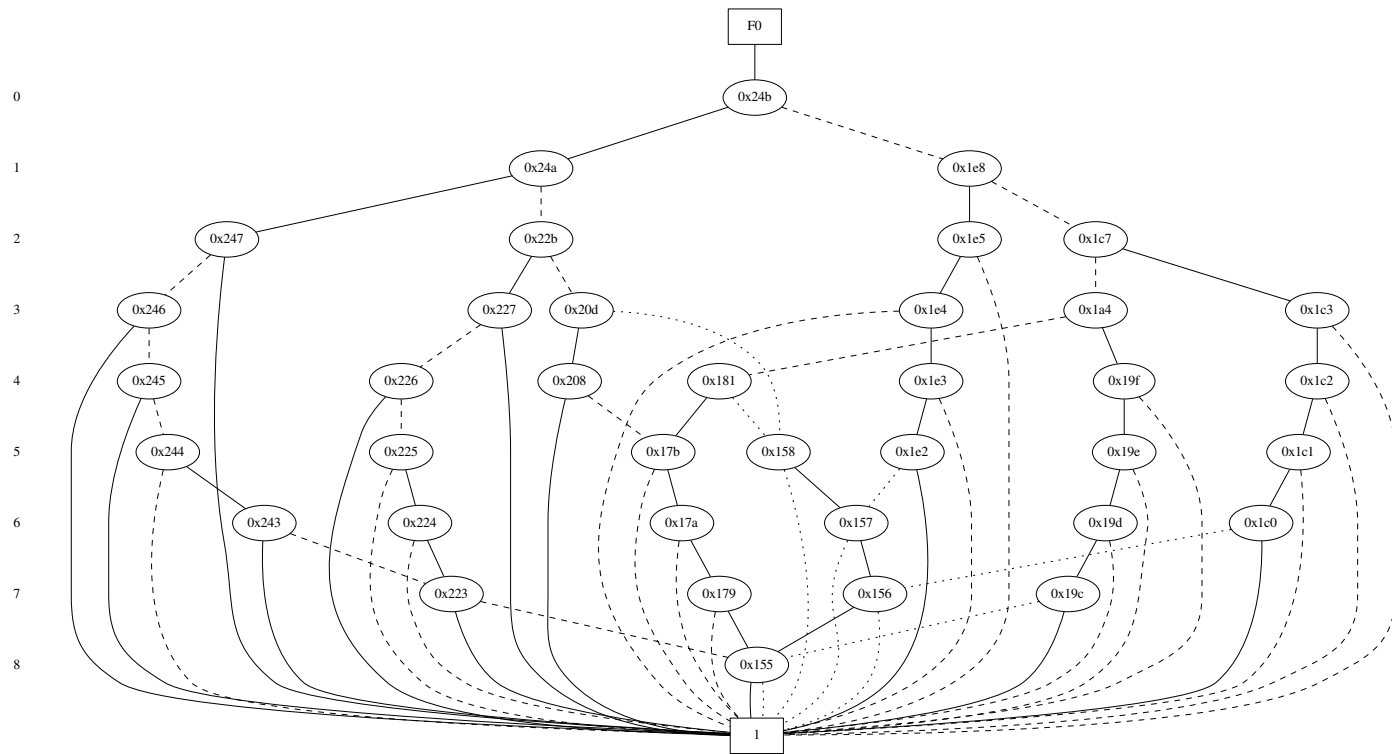 F0
0 0x24b
1 0x24a 0x1e8
2 0x247 0x22b 0x1e5 0x1c7
3 0x246 0x227 0x20d 0x1e4 0x1a4 0x1c3
4 0x245 0x226 0x208 0x181 0x1e3 0x19f 0x1c2
5 0x244 0x225 0x17b 0x158 0x1e2 0x19e 0x1c1
6 0x243 0x224 0x17a 0x157 0x19d 0x1c0
7 0x223 0x179 0x156 0x19c
8 0x155
1